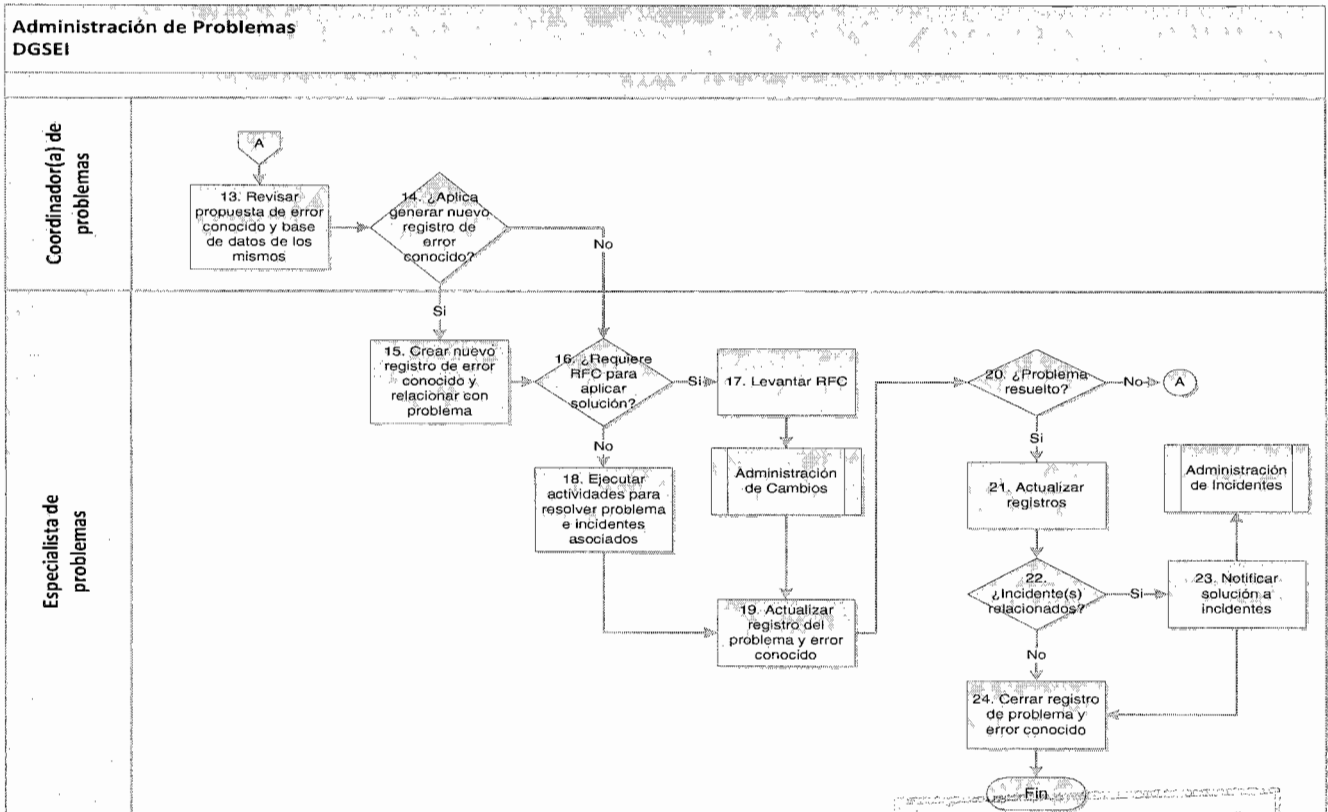 Administración de Problemas
DGSEI
Coordinador(a) de
problemas
A
13. Revisar
propuesta de error
conocido y base
de datos de los
mismos
14. ¿Aplica
generar nuevo
registro de
error
conocido?
No
Si
Especialista de
problemas
15. Crear nuevo
registro de error
conocido y
relacionar con
problema
16. ¿Requiere
RFC para
aplicar
solución?
Si
17. Levantar RFC
No
18. Ejecutar
actividades para
resolver problema
e incidentes
asociados
Administración
de Cambios
19. Actualizar
registro del
problema y error
conocido
20. ¿Problema
resuelto?
No
A
Si
21. Actualizar
registros
Administración
de Incidentes
22.
¿Incidente(s)
relacionados?
Si
23. Notificar
solución a
incidentes
No
24. Cerrar registro
de problema y
error conocido
Fin